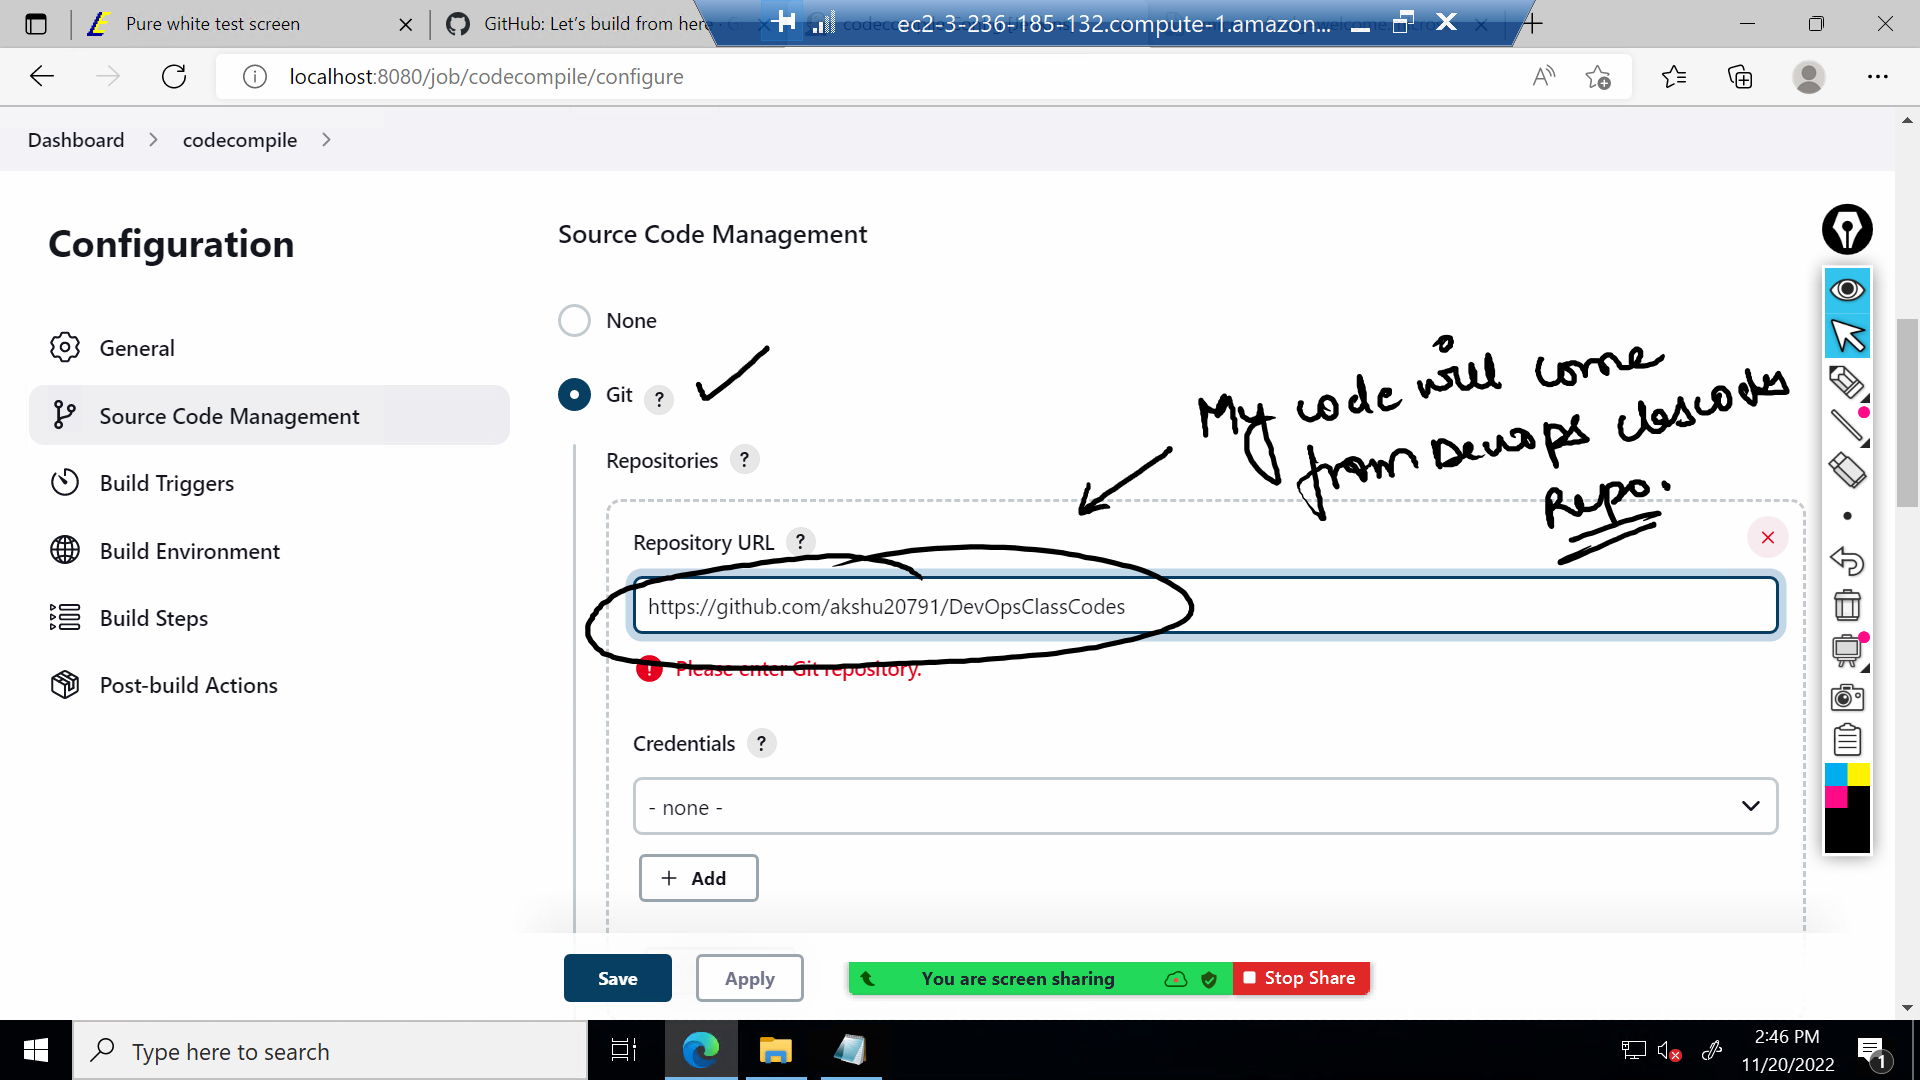 Pure white test screen
GitHub: Let's build from here · G
ec2-3-236-185-132.compute-1.amazon...
localhost:8080/job/codecompile/configure
Dashboard
codecompile
Configuration
General
Source Code Management
Build Triggers
Build Environment
Build Steps
Post-build Actions
Source Code Management
None
Git ?
My code will come
from Devops classcodes
Repo.
Repositories ?
Repository URL ?
https://github.com/akshu20791/DevOpsClassCodes
Please enter Git repository.
Credentials ?
- none -
+ Add
Save
Apply
You are screen sharing
Stop Share
Type here to search
2:46 PM
11/20/2022
1